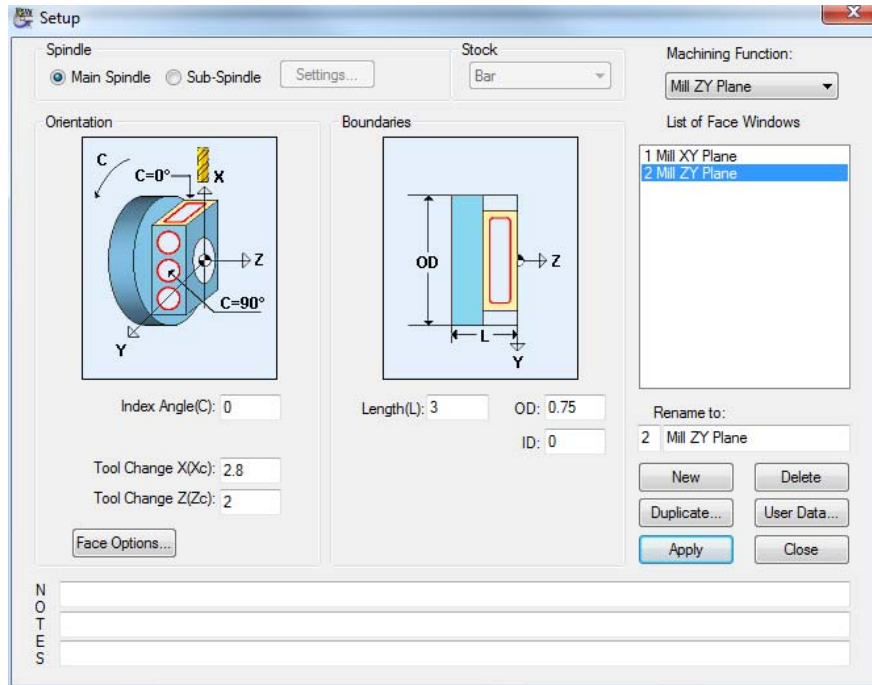 Setup
Spindle
Main Spindle
Sub-Spindle
Settings...
Stock
Bar
Machining Function:
Mill ZY Plane
Orientation
C
C=0°
X
Z
C=90°
Y
Index Angle(C): 0
Tool Change X(Xc): 2.8
Tool Change Z(Zc): 2
Face Options...
Boundaries
OD
Z
L
Y
Length(L): 3
OD: 0.75
ID: 0
List of Face Windows
1 Mill XY Plane
2 Mill ZY Plane
Rename to:
2 Mill ZY Plane
New
Delete
Duplicate...
User Data...
Apply
Close
NOTES